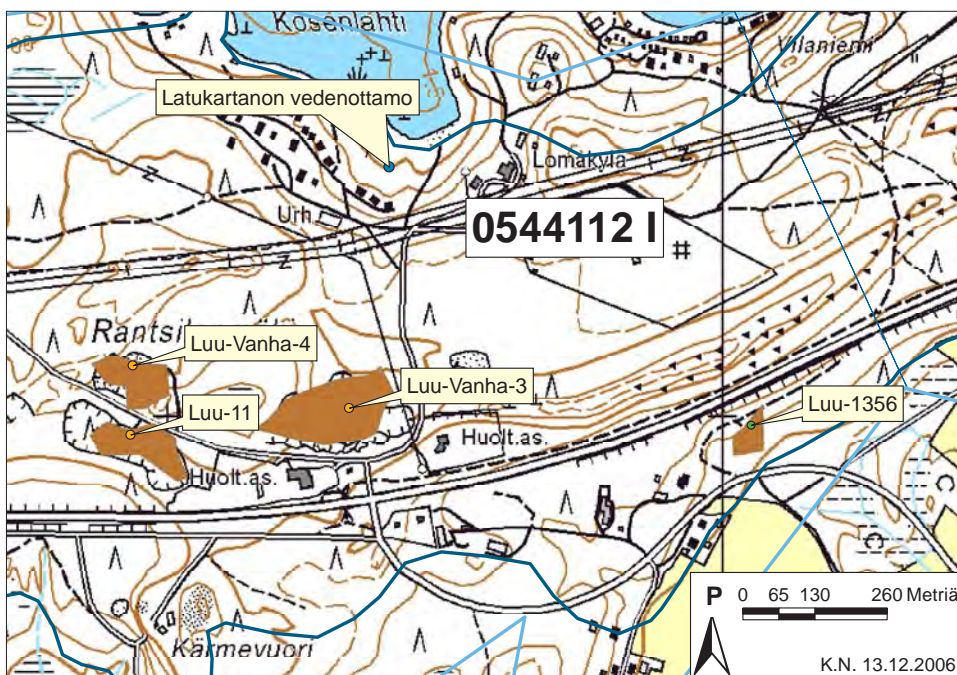 Kosenlahti
Vilaniemi
Latukartanon vedenottamo
Lomakylä
Urh.
0544112 I
Luu-Vanha-4
Luu-Vanha-3
Luu-11
Luu-1356
Huolt.as.
Huolt.as.
Kärmevuori
P 0 65 130 260 Metriä
K.N. 13.12.2006